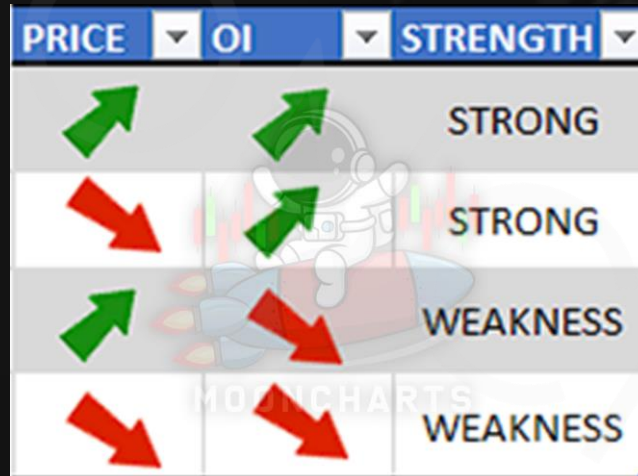 PRICE OI STRENGTH
STRONG
STRONG
WEAKNESS
WEAKNESS
MOONCHARTS